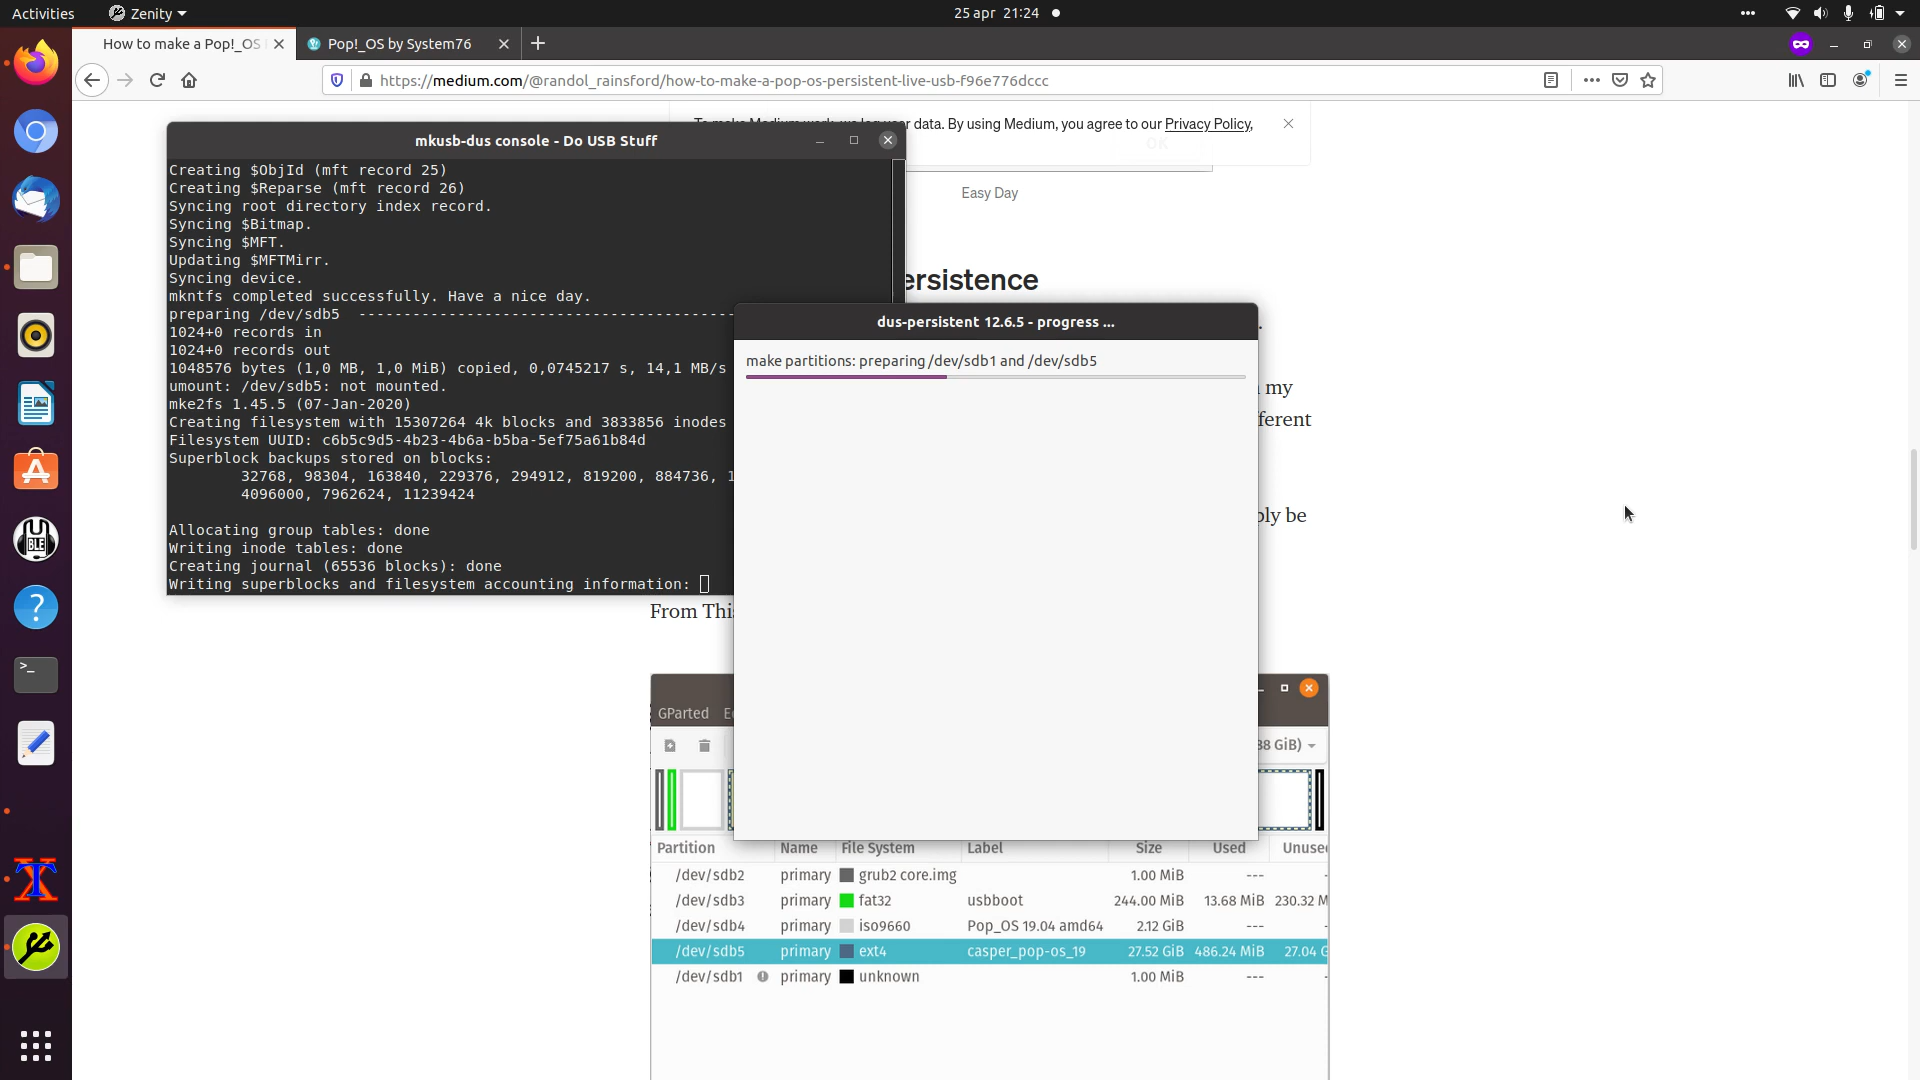 Activities
Zenity
25 apr 21:24
How to make a Pop!_OS
Pop!_OS by System76
https://medium.com/@randol_rainsford/how-to-make-a-pop-os-persistent-live-usb-f96e776dccc
r data. By using Medium, you agree to our Privacy Policy,
OK
Easy Day
ersistence
my
ferent
ply be
From This
mkusb-dus console - Do USB Stuff
Creating $ObjId (mft record 25)
Creating $Reparse (mft record 26)
Syncing root directory index record.
Syncing $Bitmap.
Syncing $MFT.
Updating $MFTMirr.
Syncing device.
mkntfs completed successfully. Have a nice day.
preparing /dev/sdb5 ------------------------------------------
1024+0 records in
1024+0 records out
1048576 bytes (1,0 MB, 1,0 MiB) copied, 0,0745217 s, 14,1 MB/s
umount: /dev/sdb5: not mounted.
mke2fs 1.45.5 (07-Jan-2020)
Creating filesystem with 15307264 4k blocks and 3833856 inodes
Filesystem UUID: c6b5c9d5-4b23-4b6a-b5ba-5ef75a61b84d
Superblock backups stored on blocks:
32768, 98304, 163840, 229376, 294912, 819200, 884736, 1
4096000, 7962624, 11239424
Allocating group tables: done
Writing inode tables: done
Creating journal (65536 blocks): done
Writing superblocks and filesystem accounting information:
dus-persistent 12.6.5 - progress ...
make partitions: preparing /dev/sdb1 and /dev/sdb5
GParted
38 GiB)
Partition Name File System Label Size Used Unused
/dev/sdb2 primary grub2 core.img 1.00 MiB --- -
/dev/sdb3 primary fat32 usbboot 244.00 MiB 13.68 MiB 230.32 M
/dev/sdb4 primary iso9660 Pop_OS 19.04 amd64 2.12 GiB --- -
/dev/sdb5 primary ext4 casper_pop-os_19 27.52 GiB 486.24 MiB 27.04 G
/dev/sdb1 primary unknown 1.00 MiB --- -